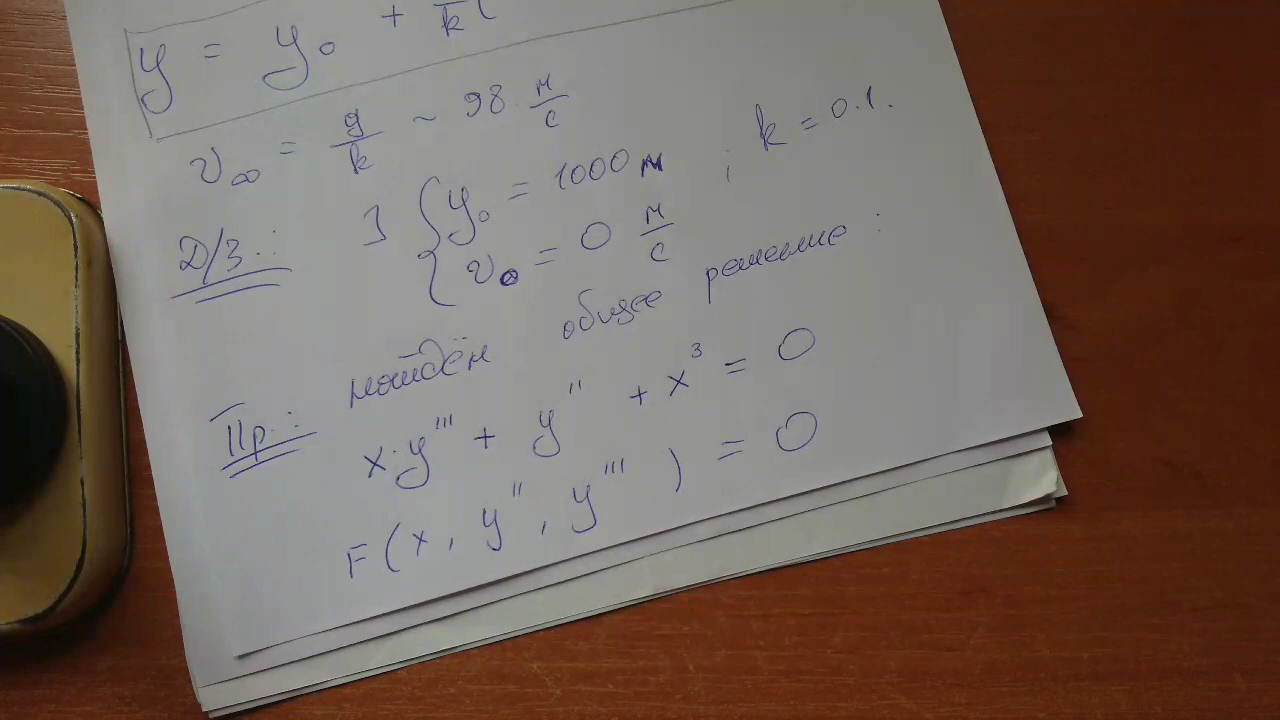 y = y₀ + 1/k (
v∞ = g/k ~ 98 м/с
Д/З.: ] { y₀ = 1000 м ; k = 0.1.
v₀ = 0 м/с
Пр.: найдём общее решение :
x·y''' + y'' + x³ = 0
F(x, y'', y''') = 0